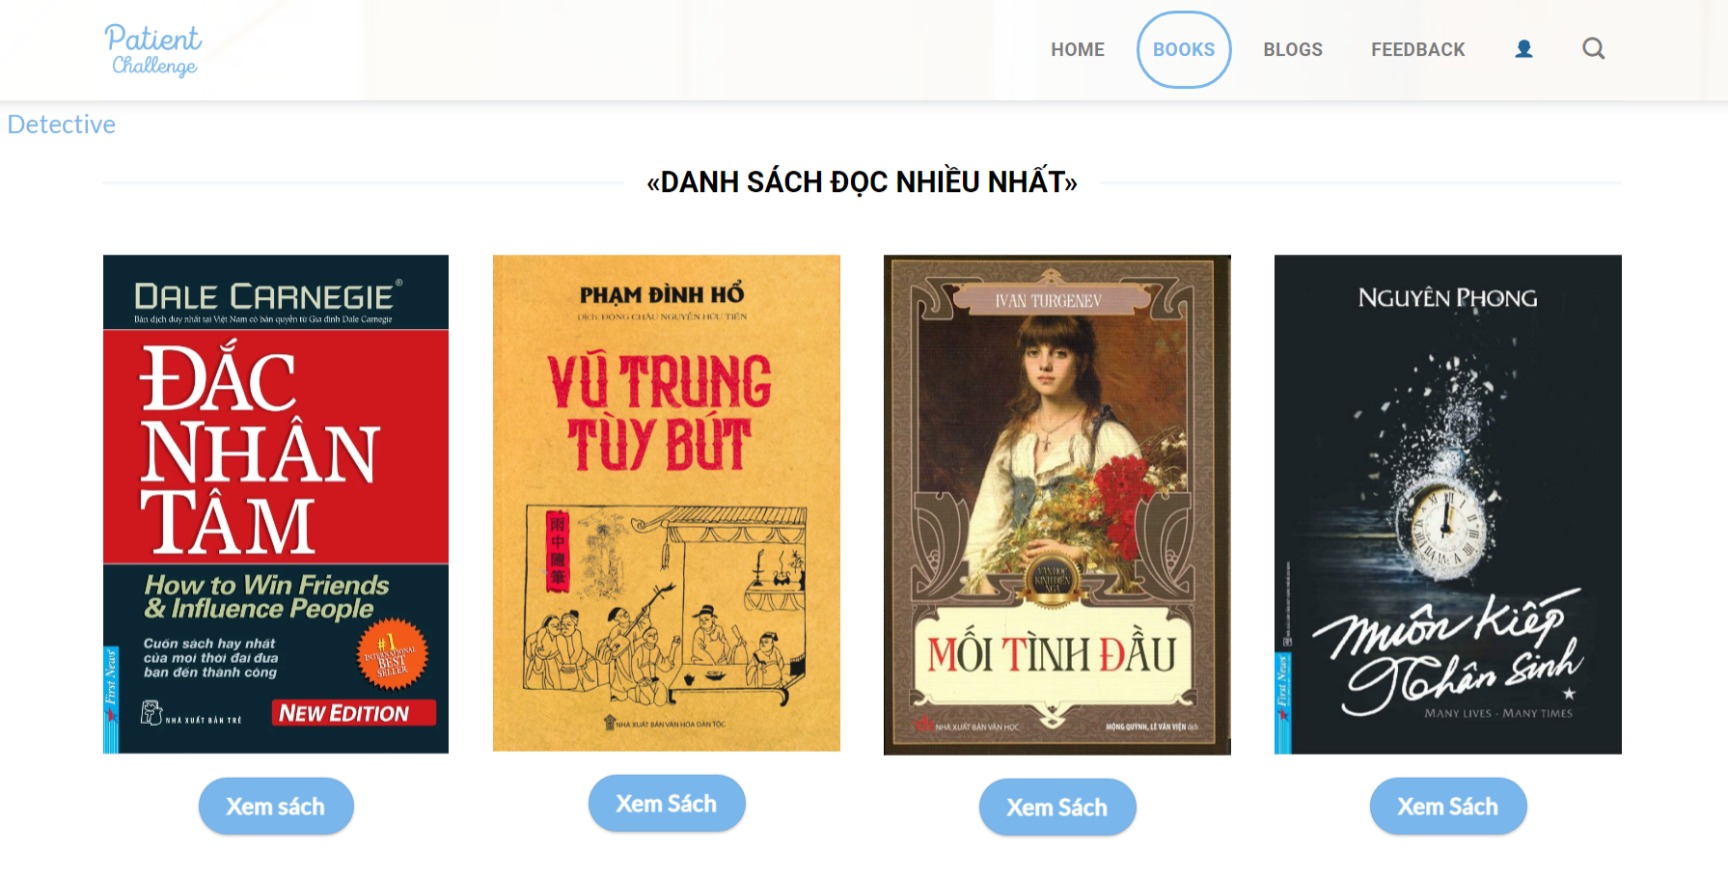 Patient
Challenge
HOME
BOOKS
BLOGS
FEEDBACK
Detective
«DANH SÁCH ĐỌC NHIỀU NHẤT»
DALE CARNEGIE®
Bản dịch duy nhất tại Việt Nam có bản quyền từ Gia đình Dale Carnegie
ĐẮC
NHÂN
TÂM
How to Win Friends
& Influence People
Cuốn sách hay nhất
của mọi thời đại đưa
bạn đến thành công
#1
INTERNATIONAL
BEST
SELLER
First News
NHÀ XUẤT BẢN TRẺ
NEW EDITION
Xem sách
PHẠM ĐÌNH HỔ
Dịch: ĐÔNG CHÂU NGUYỄN HỮU TIẾN
VŨ TRUNG
TÙY BÚT
雨中隨筆
NHÀ XUẤT BẢN VĂN HÓA DÂN TỘC
Xem Sách
IVAN TURGENEV
VĂN HỌC
KINH ĐIỂN
NGA
MỐI TÌNH ĐẦU
NHÀ XUẤT BẢN VĂN HỌC
MỘNG QUỲNH, LÊ VĂN VIỆN dịch
Xem Sách
NGUYÊN PHONG
Muôn Kiếp
Nhân Sinh
MANY LIVES - MANY TIMES
First News
Xem Sách